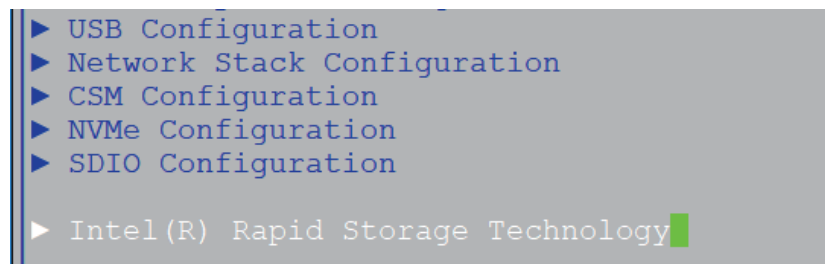 ► USB Configuration
► Network Stack Configuration
► CSM Configuration
► NVMe Configuration
► SDIO Configuration
► Intel(R) Rapid Storage Technology